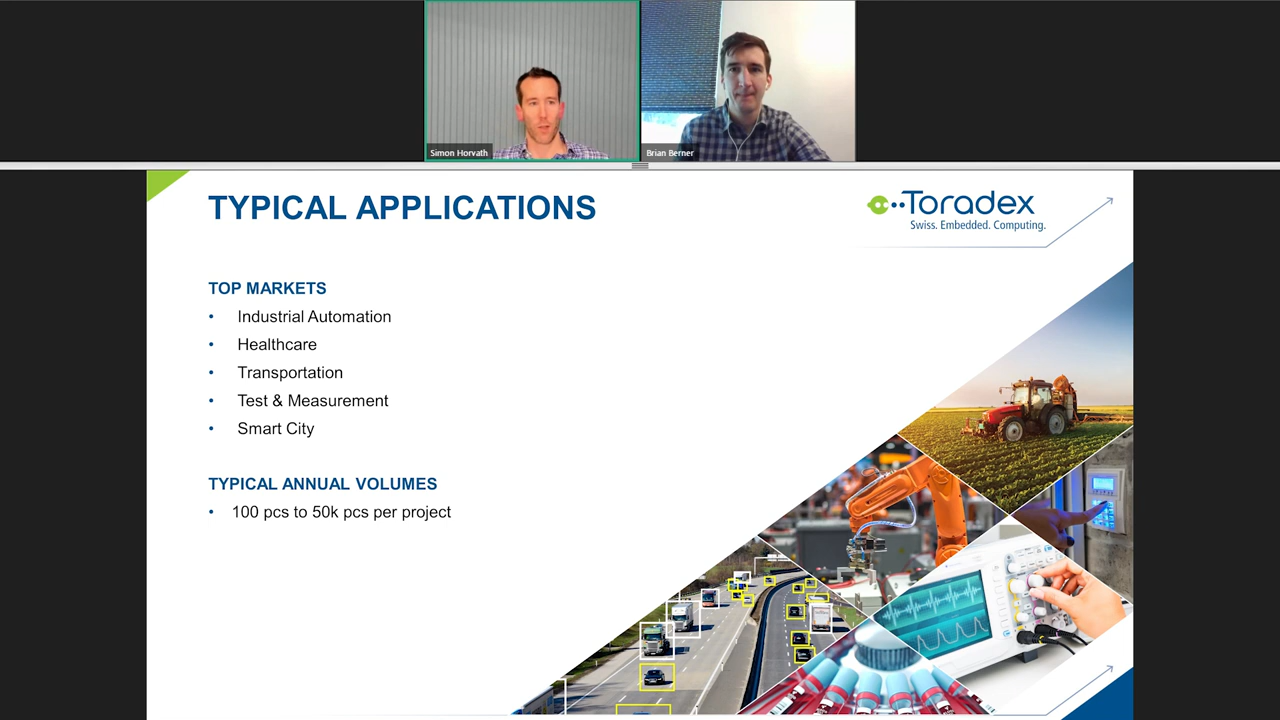 Simon Horvath
Brian Berner
TYPICAL APPLICATIONS
Toradex
Swiss. Embedded. Computing.
TOP MARKETS
• Industrial Automation
• Healthcare
• Transportation
• Test & Measurement
• Smart City
TYPICAL ANNUAL VOLUMES
• 100 pcs to 50k pcs per project